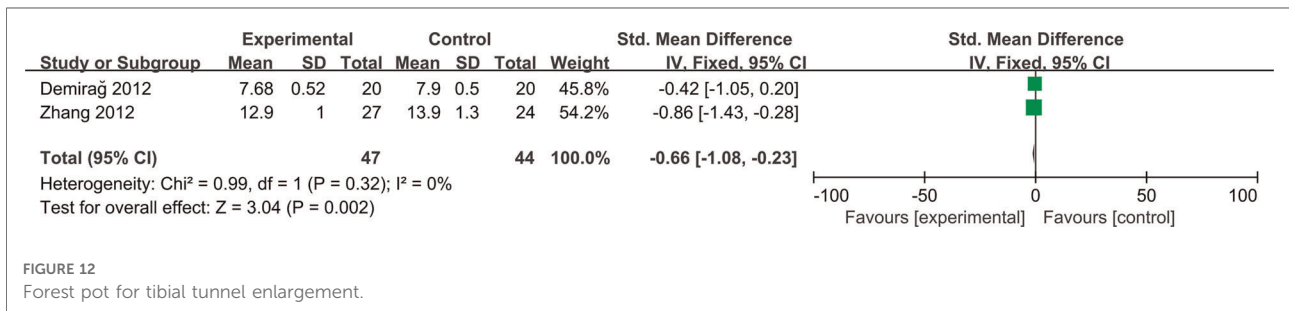 Experimental Control Std. Mean Difference Std. Mean Difference
Study or Subgroup Mean SD Total Mean SD Total Weight IV, Fixed, 95% CI IV, Fixed, 95% CI
Demirağ 2012 7.68 0.52 20 7.9 0.5 20 45.8% -0.42 [-1.05, 0.20]
Zhang 2012 12.9 1 27 13.9 1.3 24 54.2% -0.86 [-1.43, -0.28]
Total (95% CI) 47 44 100.0% -0.66 [-1.08, -0.23]
Heterogeneity: Chi² = 0.99, df = 1 (P = 0.32); I² = 0%
Test for overall effect: Z = 3.04 (P = 0.002)
-100 -50 0 50 100
Favours [experimental] Favours [control]
FIGURE 12
Forest pot for tibial tunnel enlargement.